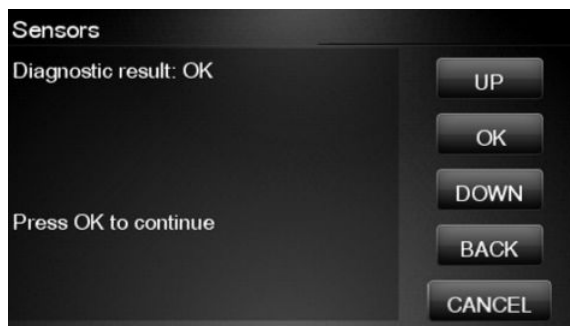 Sensors
Diagnostic result: OK
Press OK to continue
UP
OK
DOWN
BACK
CANCEL